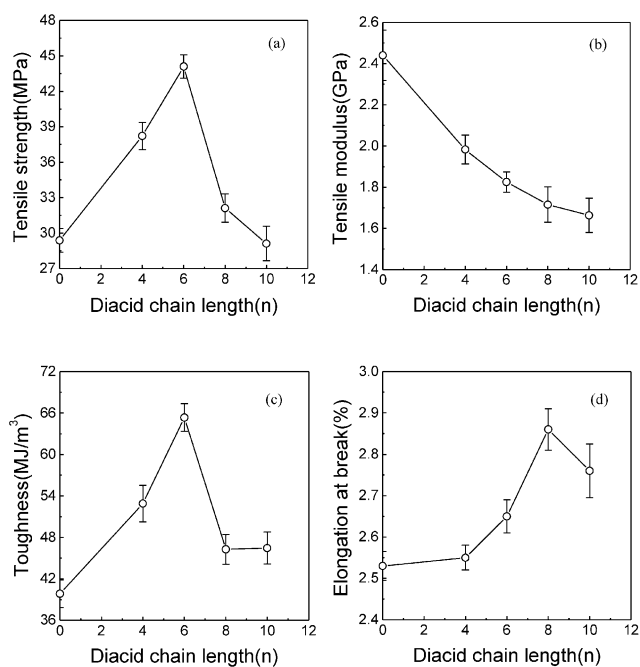 Tensile strength(MPa)
48
45
42
39
36
33
30
27
(a)
0 2 4 6 8 10 12
Diacid chain length(n)
Tensile modulus(GPa)
2.6
2.4
2.2
2.0
1.8
1.6
1.4
(b)
0 2 4 6 8 10 12
Diacid chain length(n)
Toughness(MJ/m³)
72
66
60
54
48
42
36
(c)
0 2 4 6 8 10 12
Diacid chain length(n)
Elongation at break(%)
3.0
2.9
2.8
2.7
2.6
2.5
2.4
(d)
0 2 4 6 8 10 12
Diacid chain length(n)